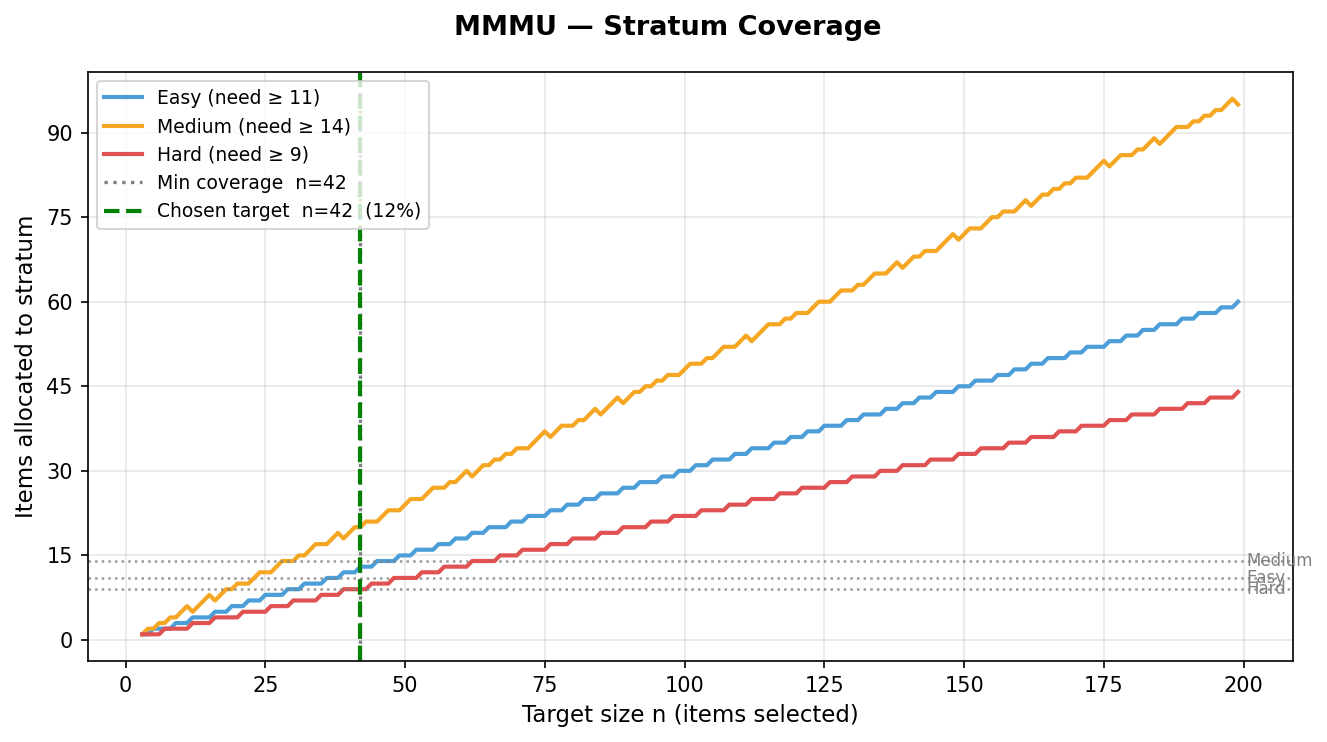 MMMU — Stratum Coverage
Easy (need ≥ 11)
Medium (need ≥ 14)
Hard (need ≥ 9)
Min coverage  n=42
Chosen target  n=42  (12%)
Items allocated to stratum
90
75
60
45
30
15
0
Medium
Easy
Hard
0 25 50 75 100 125 150 175 200
Target size n (items selected)